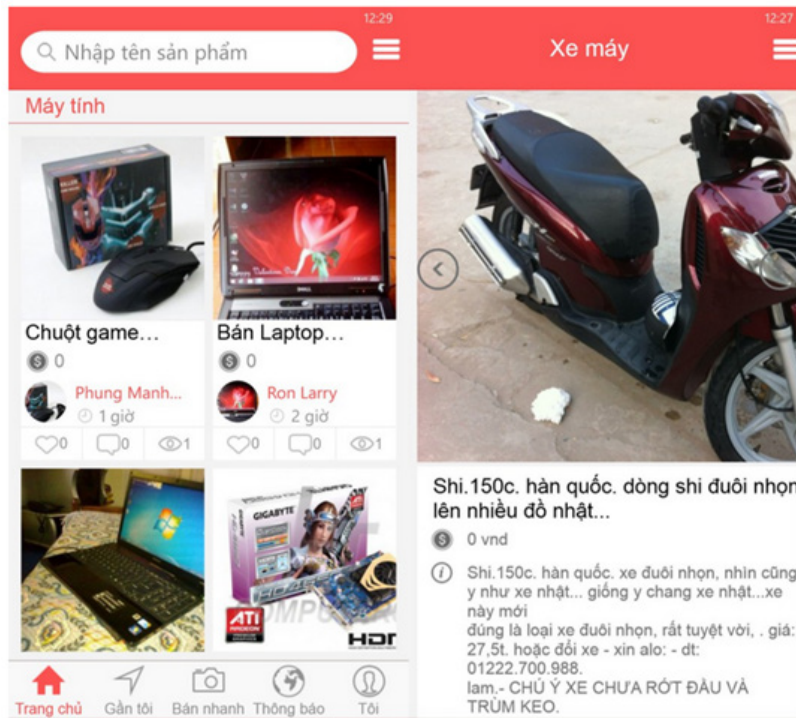 12:29
Nhập tên sản phẩm
Máy tính
Chuột game...
Bán Laptop...
0
0
Phung Manh...
Ron Larry
1 giờ
2 giờ
0 0 1
0 0 1
GIGABYTE
ATI
RADEON
Trang chủ
Gần tôi
Bán nhanh
Thông báo
Tôi
12:27
Xe máy
Shi.150c. hàn quốc. dòng shi đuôi nhọn
lên nhiều đồ nhật...
0 vnd
Shi.150c. hàn quốc. xe đuôi nhọn, nhìn cũng
y như xe nhật... giống y chang xe nhật...xe
này mới
đúng là loại xe đuôi nhọn, rất tuyệt vời, . giá:
27,5t. hoặc đổi xe - xin alo: - dt:
01222.700.988.
lam.- CHÚ Ý XE CHƯA RỚT ĐẦU VÀ
TRÙM KEO.